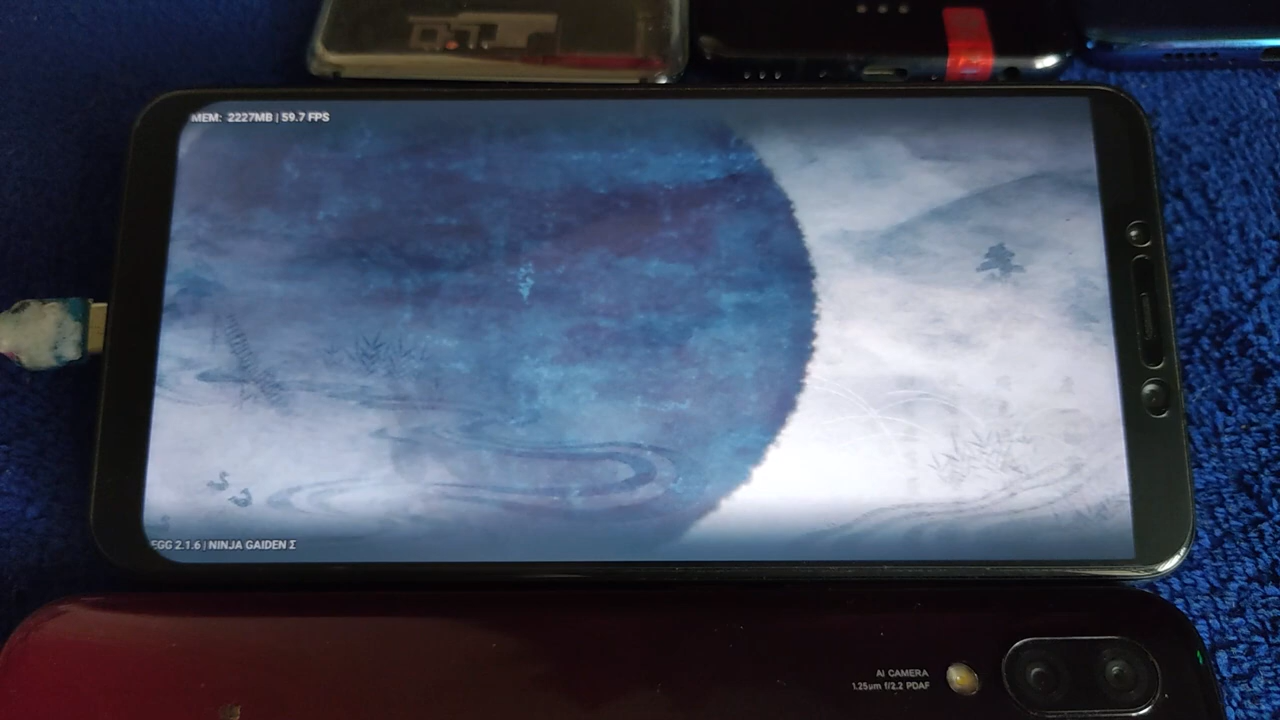 MEM: 2227MB | 59.7 FPS
EGG 2.1.6 | NINJA GAIDEN Σ
AI CAMERA
1.25um f/2.2 PDAF